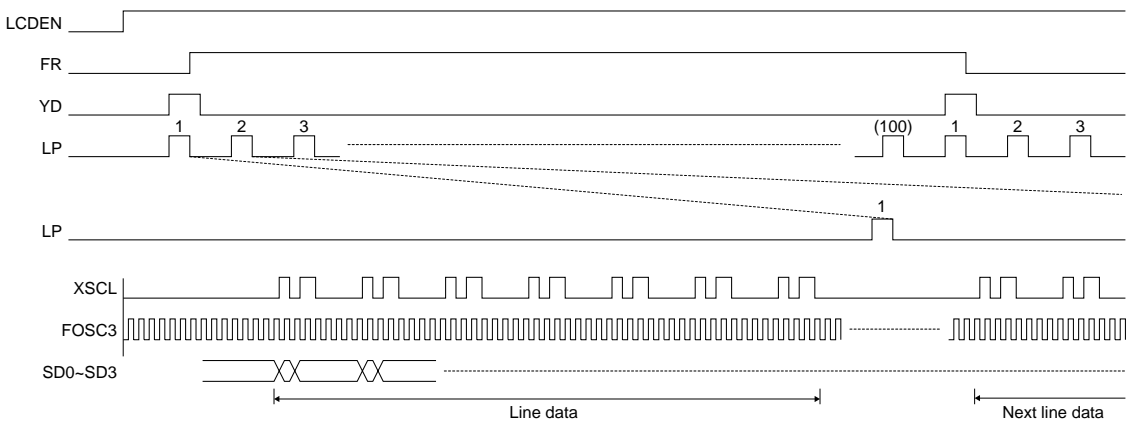 LCDEN
FR
YD
1 2 3 (100) 1 2 3
LP
1
LP
XSCL
FOSC3
SD0~SD3
Line data Next line data